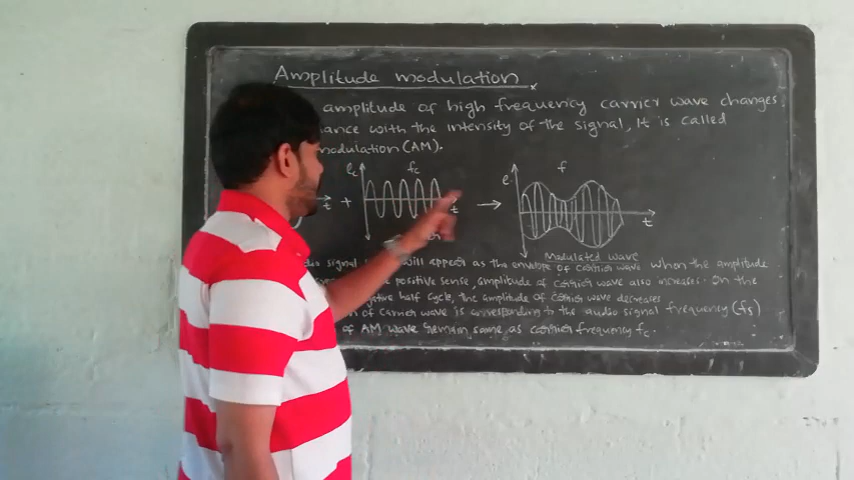 Amplitude modulation
amplitude of high frequency carrier wave changes
with the intensity of the signal, It is called
modulation (AM).
ec fc e f
t + t → t
Modulated wave
signal will appear as the envelope of carrier wave when the amplitude
positive sense, amplitude of carrier wave also increases. On the
half cycle, the amplitude of carrier wave decreases
of carrier wave is corresponding to the audio signal frequency (fs)
of AM wave remain same as carrier frequency fc.